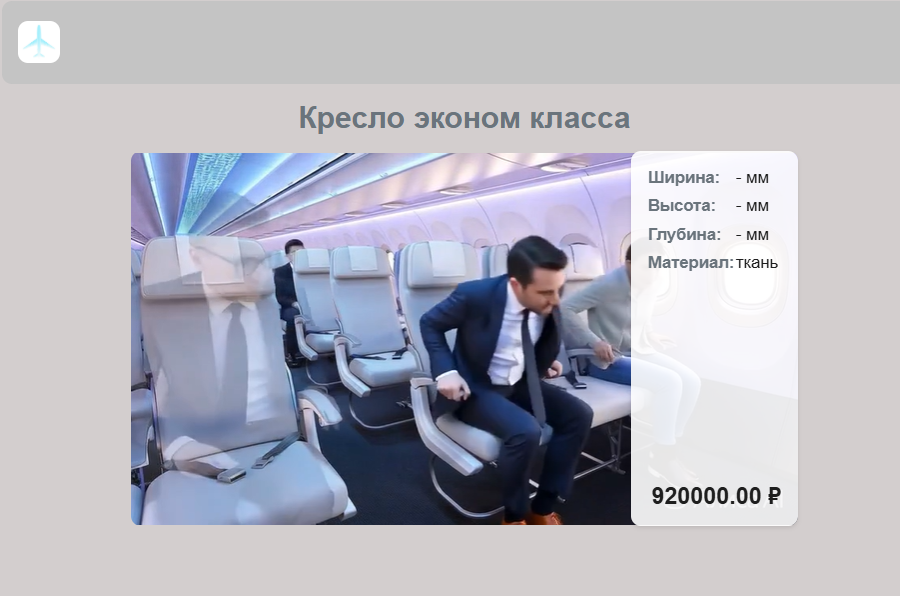 Кресло эконом класса
Ширина: - мм
Высота: - мм
Глубина: - мм
Материал: ткань
920000.00 ₽